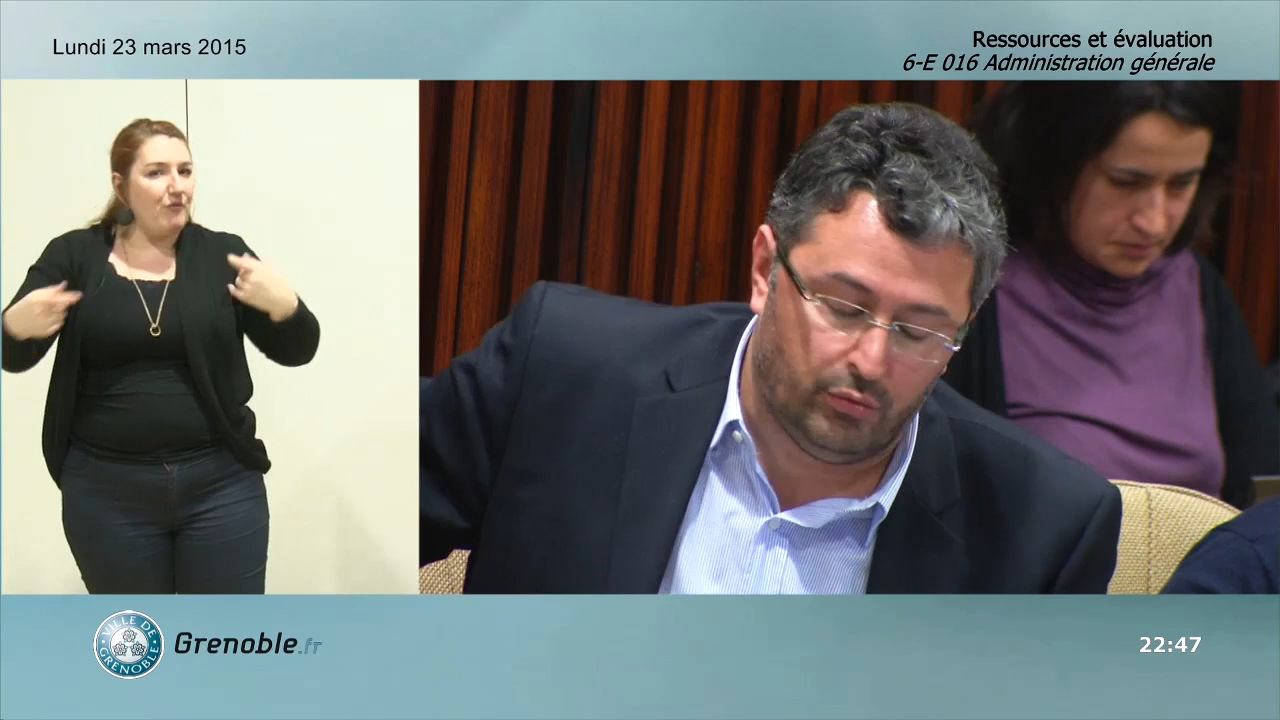 Lundi 23 mars 2015
Ressources et évaluation
6-E 016 Administration générale
VILLE DE
GRENOBLE
Grenoble.fr
22:47